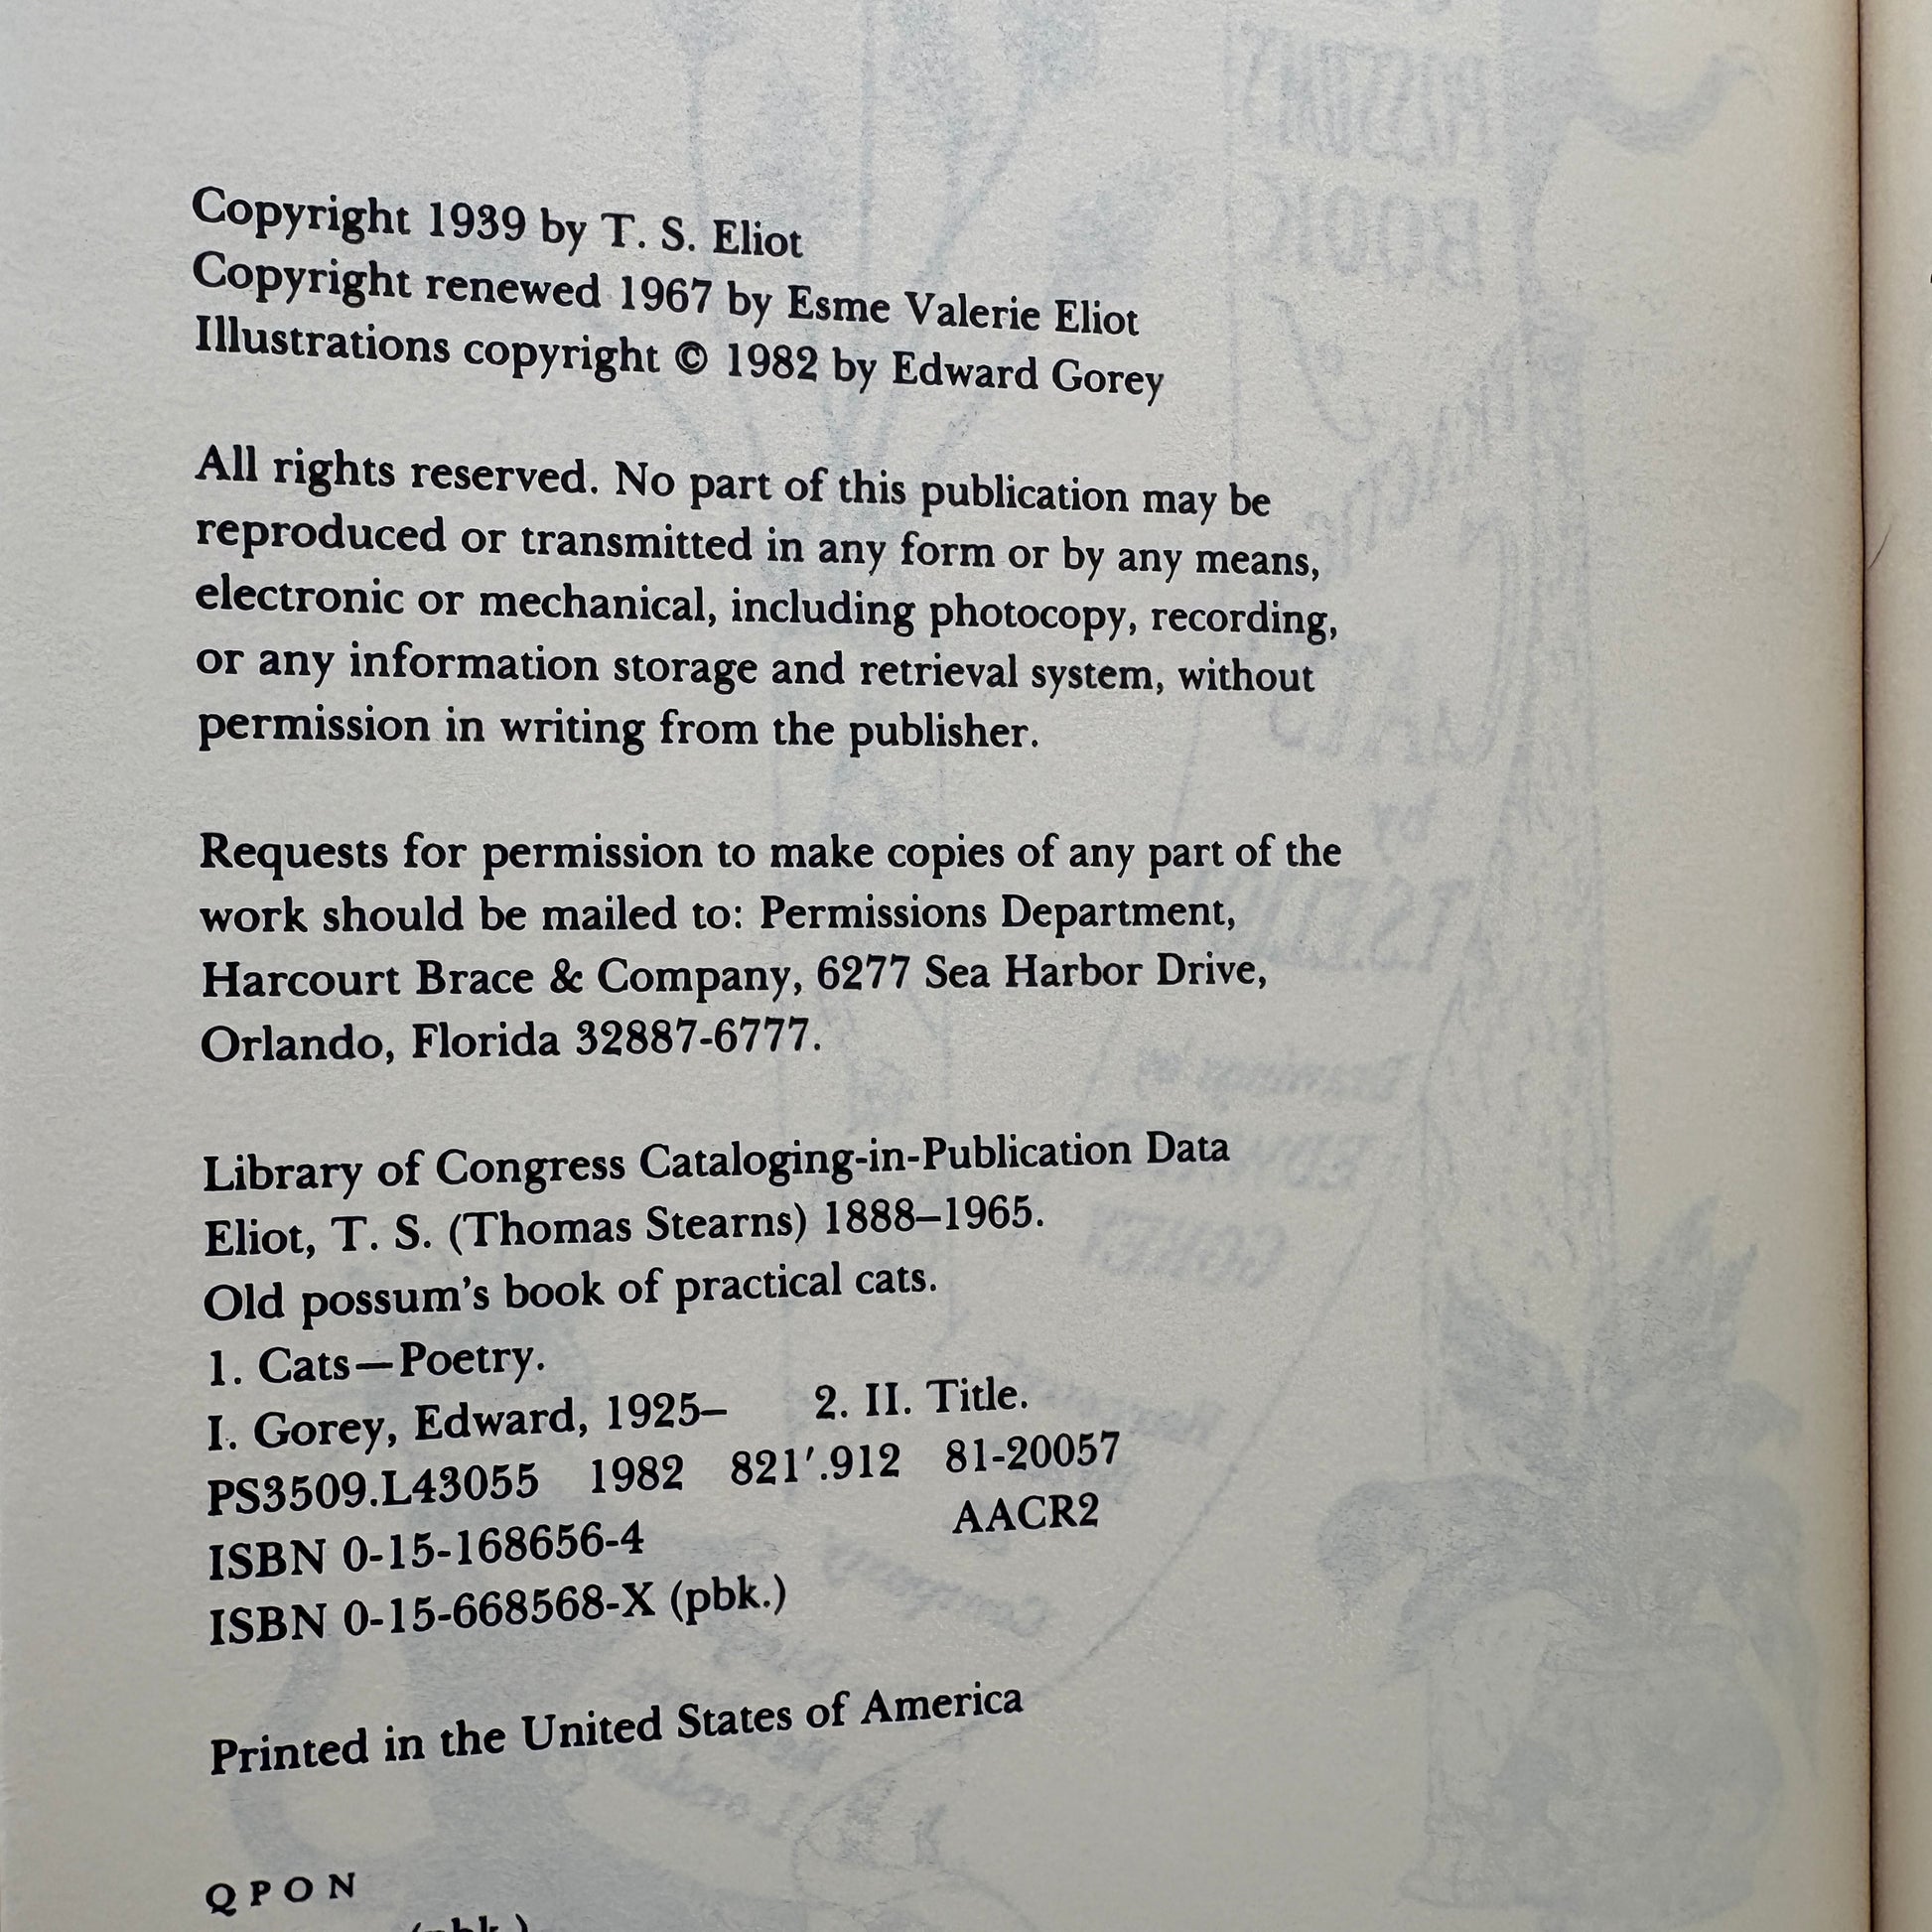 Copyright 1939 by T. S. Eliot
Copyright renewed 1967 by Esme Valerie Eliot
Illustrations copyright © 1982 by Edward Gorey
All rights reserved. No part of this publication may be
reproduced or transmitted in any form or by any means,
electronic or mechanical, including photocopy, recording,
or any information storage and retrieval system, without
permission in writing from the publisher.
Requests for permission to make copies of any part of the
work should be mailed to: Permissions Department,
Harcourt Brace & Company, 6277 Sea Harbor Drive,
Orlando, Florida 32887-6777.
Library of Congress Cataloging-in-Publication Data
Eliot, T. S. (Thomas Stearns) 1888–1965.
Old possum's book of practical cats.
1. Cats—Poetry.
I. Gorey, Edward, 1925– 2. II. Title.
PS3509.L43055 1982 821′.912 81-20057
ISBN 0-15-168656-4 AACR2
ISBN 0-15-668568-X (pbk.)
Printed in the United States of America
Q P O N
(pbk.)